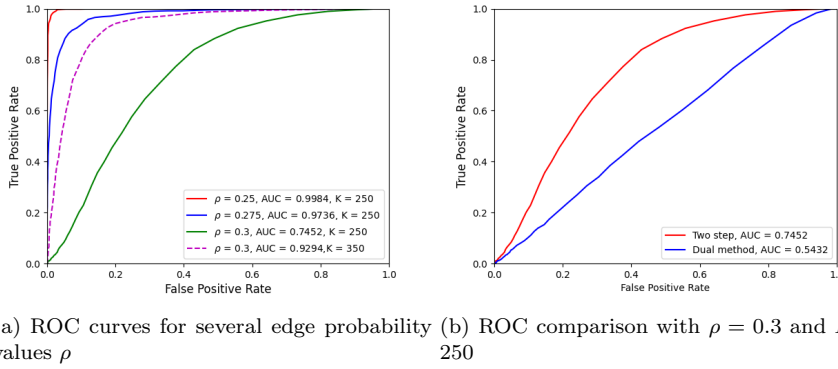 1.0
0.8
0.6
0.4
0.2
0.0
True Positive Rate
0.0 0.2 0.4 0.6 0.8 1.0
False Positive Rate
ρ = 0.25, AUC = 0.9984, K = 250
ρ = 0.275, AUC = 0.9736, K = 250
ρ = 0.3, AUC = 0.7452, K = 250
ρ = 0.3, AUC = 0.9294,K = 350
1.0
0.8
0.6
0.4
0.2
0.0
True Positive Rate
0.0 0.2 0.4 0.6 0.8 1.0
False Positive Rate
Two step, AUC = 0.7452
Dual method, AUC = 0.5432
a) ROC curves for several edge probability
values ρ
(b) ROC comparison with ρ = 0.3 and
250